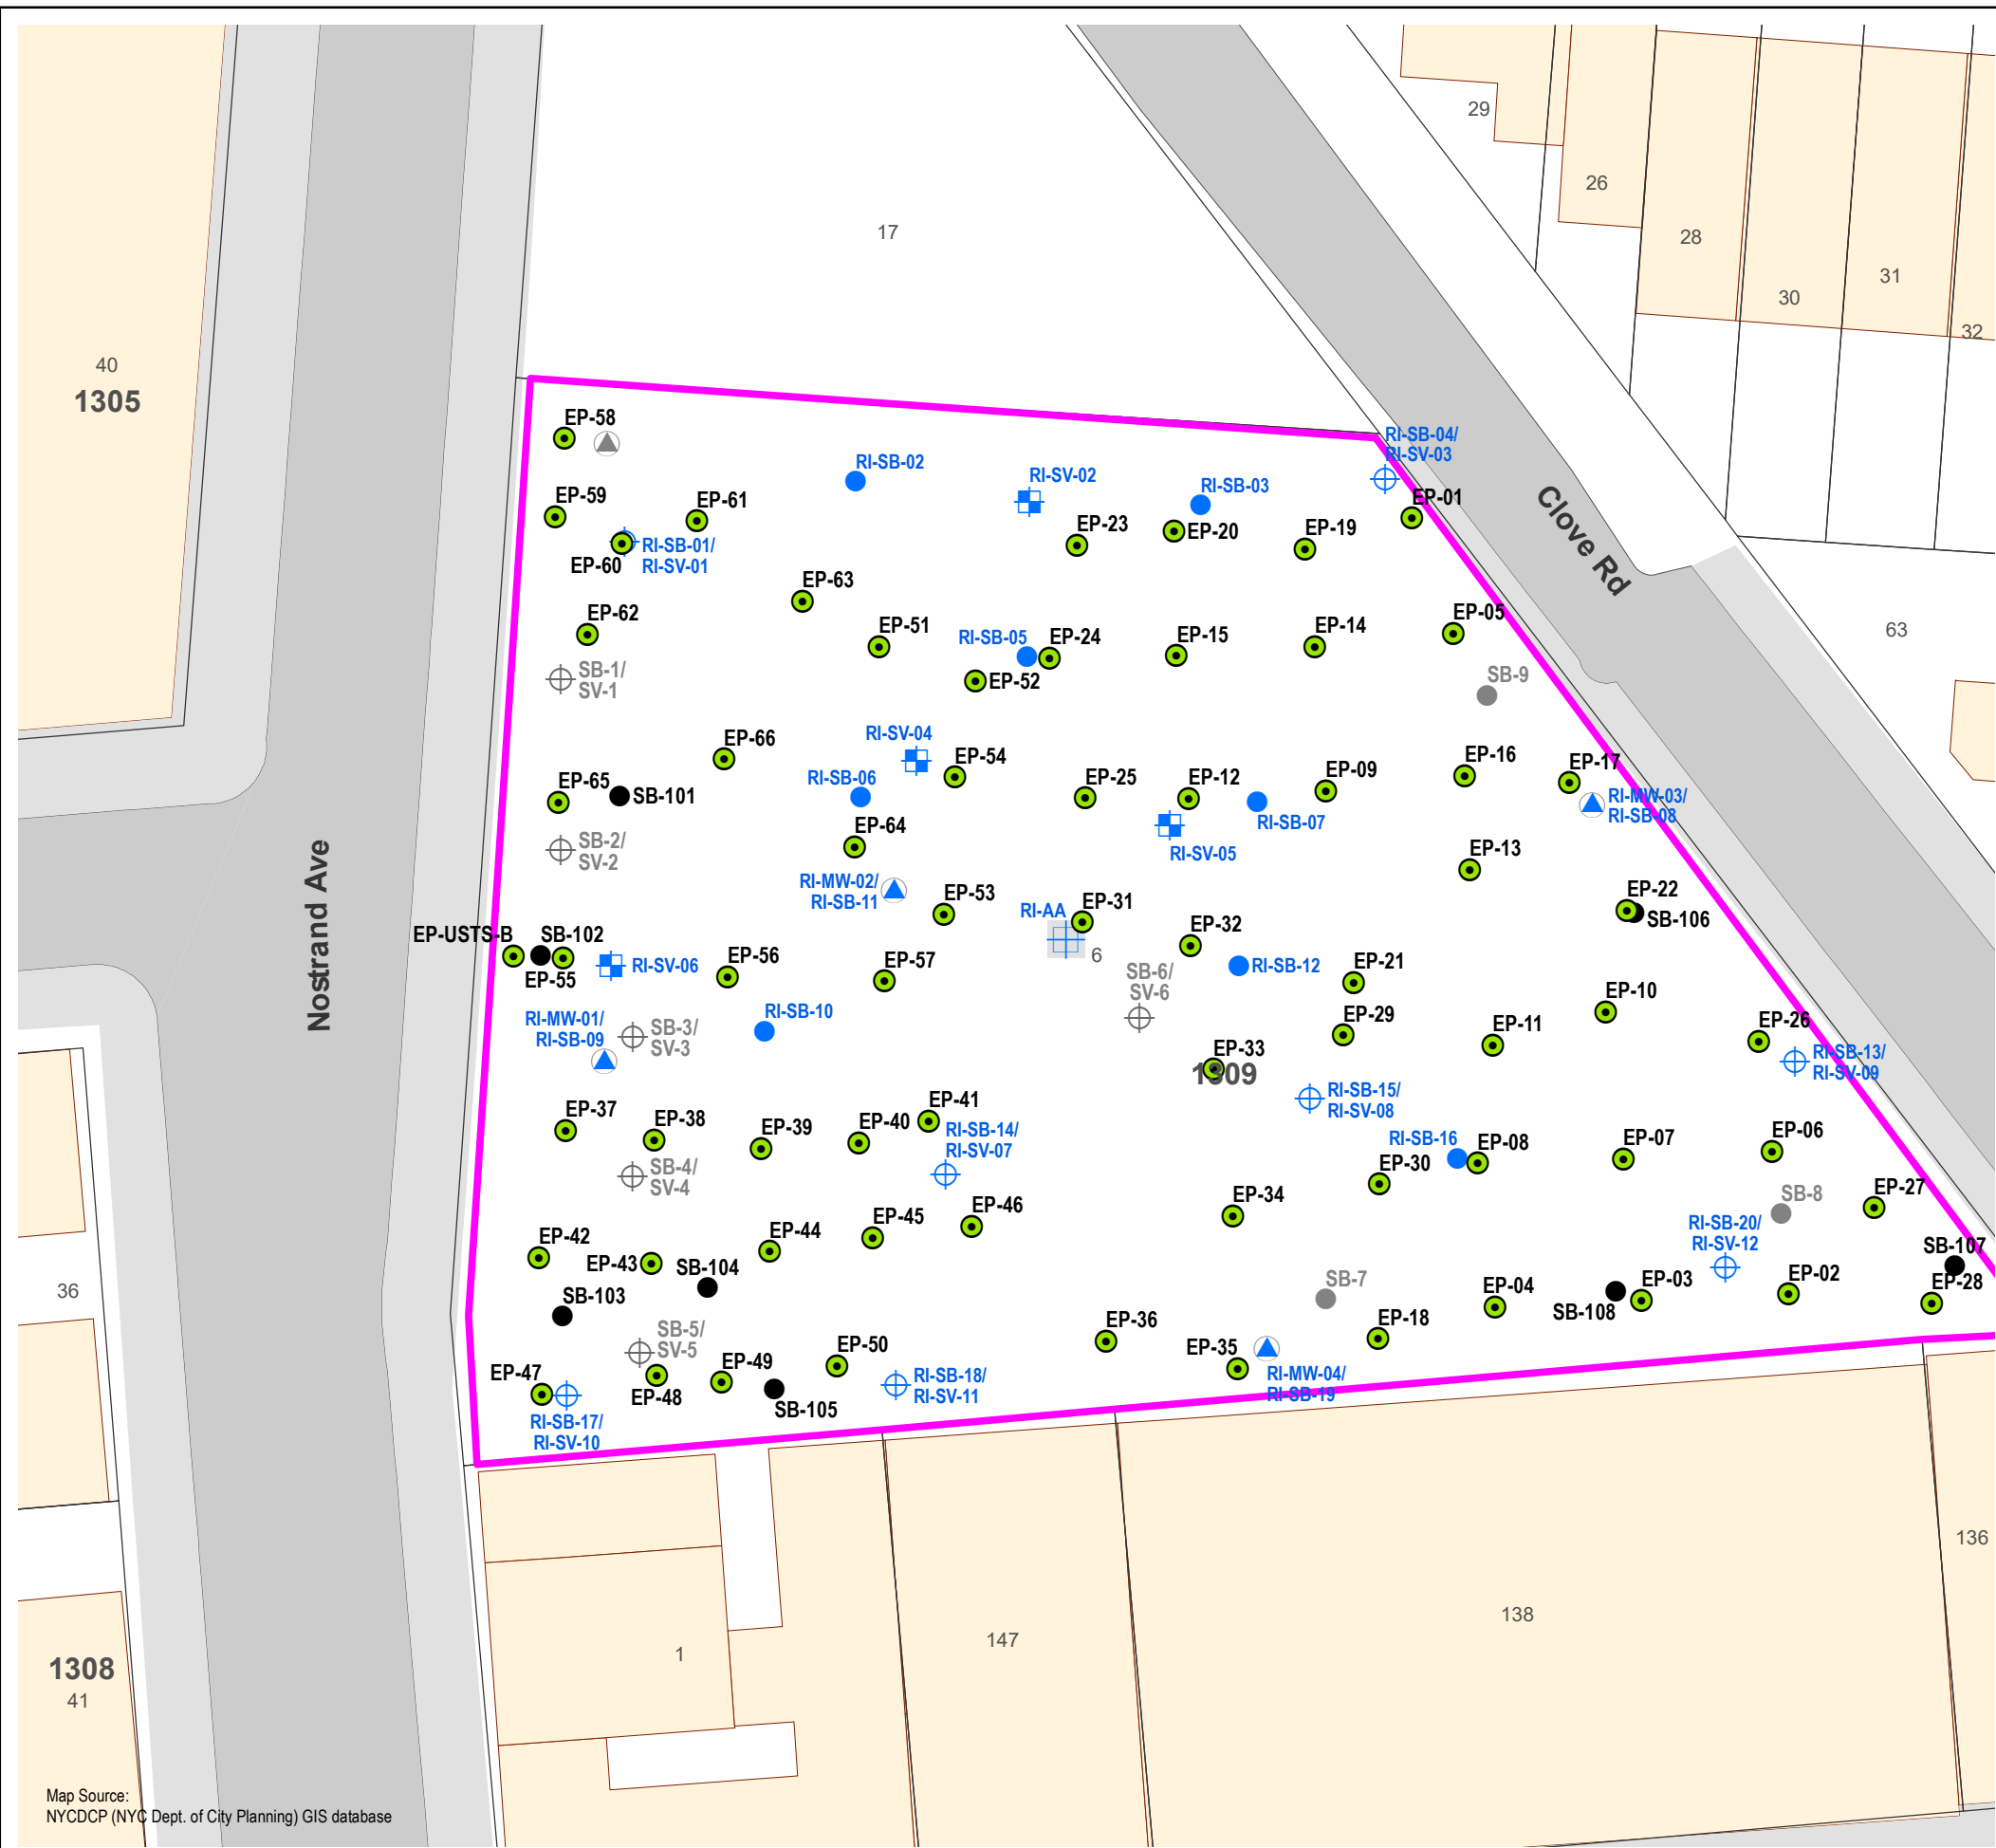 29
26
17
28
31
30
32
40
1305
EP-58
RI-SB-04/
RI-SV-03
RI-SB-02
RI-SV-02
RI-SB-03
Clove Rd
EP-59
EP-61
EP-01
EP-23
EP-20
EP-19
RI-SB-01/
RI-SV-01
EP-60
EP-63
EP-62
EP-51
RI-SB-05
EP-24
EP-15
EP-14
EP-05
63
SB-1/
SV-1
EP-52
SB-9
EP-66
RI-SV-04
EP-54
RI-SB-06
EP-25
EP-12
EP-09
EP-16
EP-17
EP-65
SB-101
RI-MW-03/
RI-SB-08
RI-SB-07
EP-64
SB-2/
SV-2
RI-SV-05
EP-13
Nostrand Ave
RI-MW-02/
RI-SB-11
EP-53
EP-22
SB-106
RI-AA
EP-31
EP-32
6
EP-USTS-B
SB-102
EP-55
RI-SV-06
EP-56
EP-57
SB-6/
SV-6
RI-SB-12
EP-21
RI-MW-01/
RI-SB-09
SB-3/
SV-3
RI-SB-10
EP-29
EP-11
EP-10
EP-26
RI-SB-13/
RI-SV-09
EP-33
1309
RI-SB-15/
RI-SV-08
EP-37
EP-38
EP-39
EP-40
EP-41
RI-SB-14/
RI-SV-07
RI-SB-16
EP-08
EP-07
EP-06
SB-4/
SV-4
EP-30
EP-34
EP-27
SB-8
EP-42
EP-43
EP-44
EP-45
EP-46
RI-SB-20/
RI-SV-12
SB-107
SB-104
SB-103
SB-7
EP-04
SB-108
EP-03
EP-02
EP-28
36
SB-5/
SV-5
EP-36
EP-35
EP-18
EP-47
EP-48
EP-49
EP-50
SB-105
RI-SB-18/
RI-SV-11
RI-MW-04/
RI-SB-19
RI-SB-17/
RI-SV-10
136
138
147
1
1308
41
Map Source:
NYCDCP (NYC Dept. of City Planning) GIS database